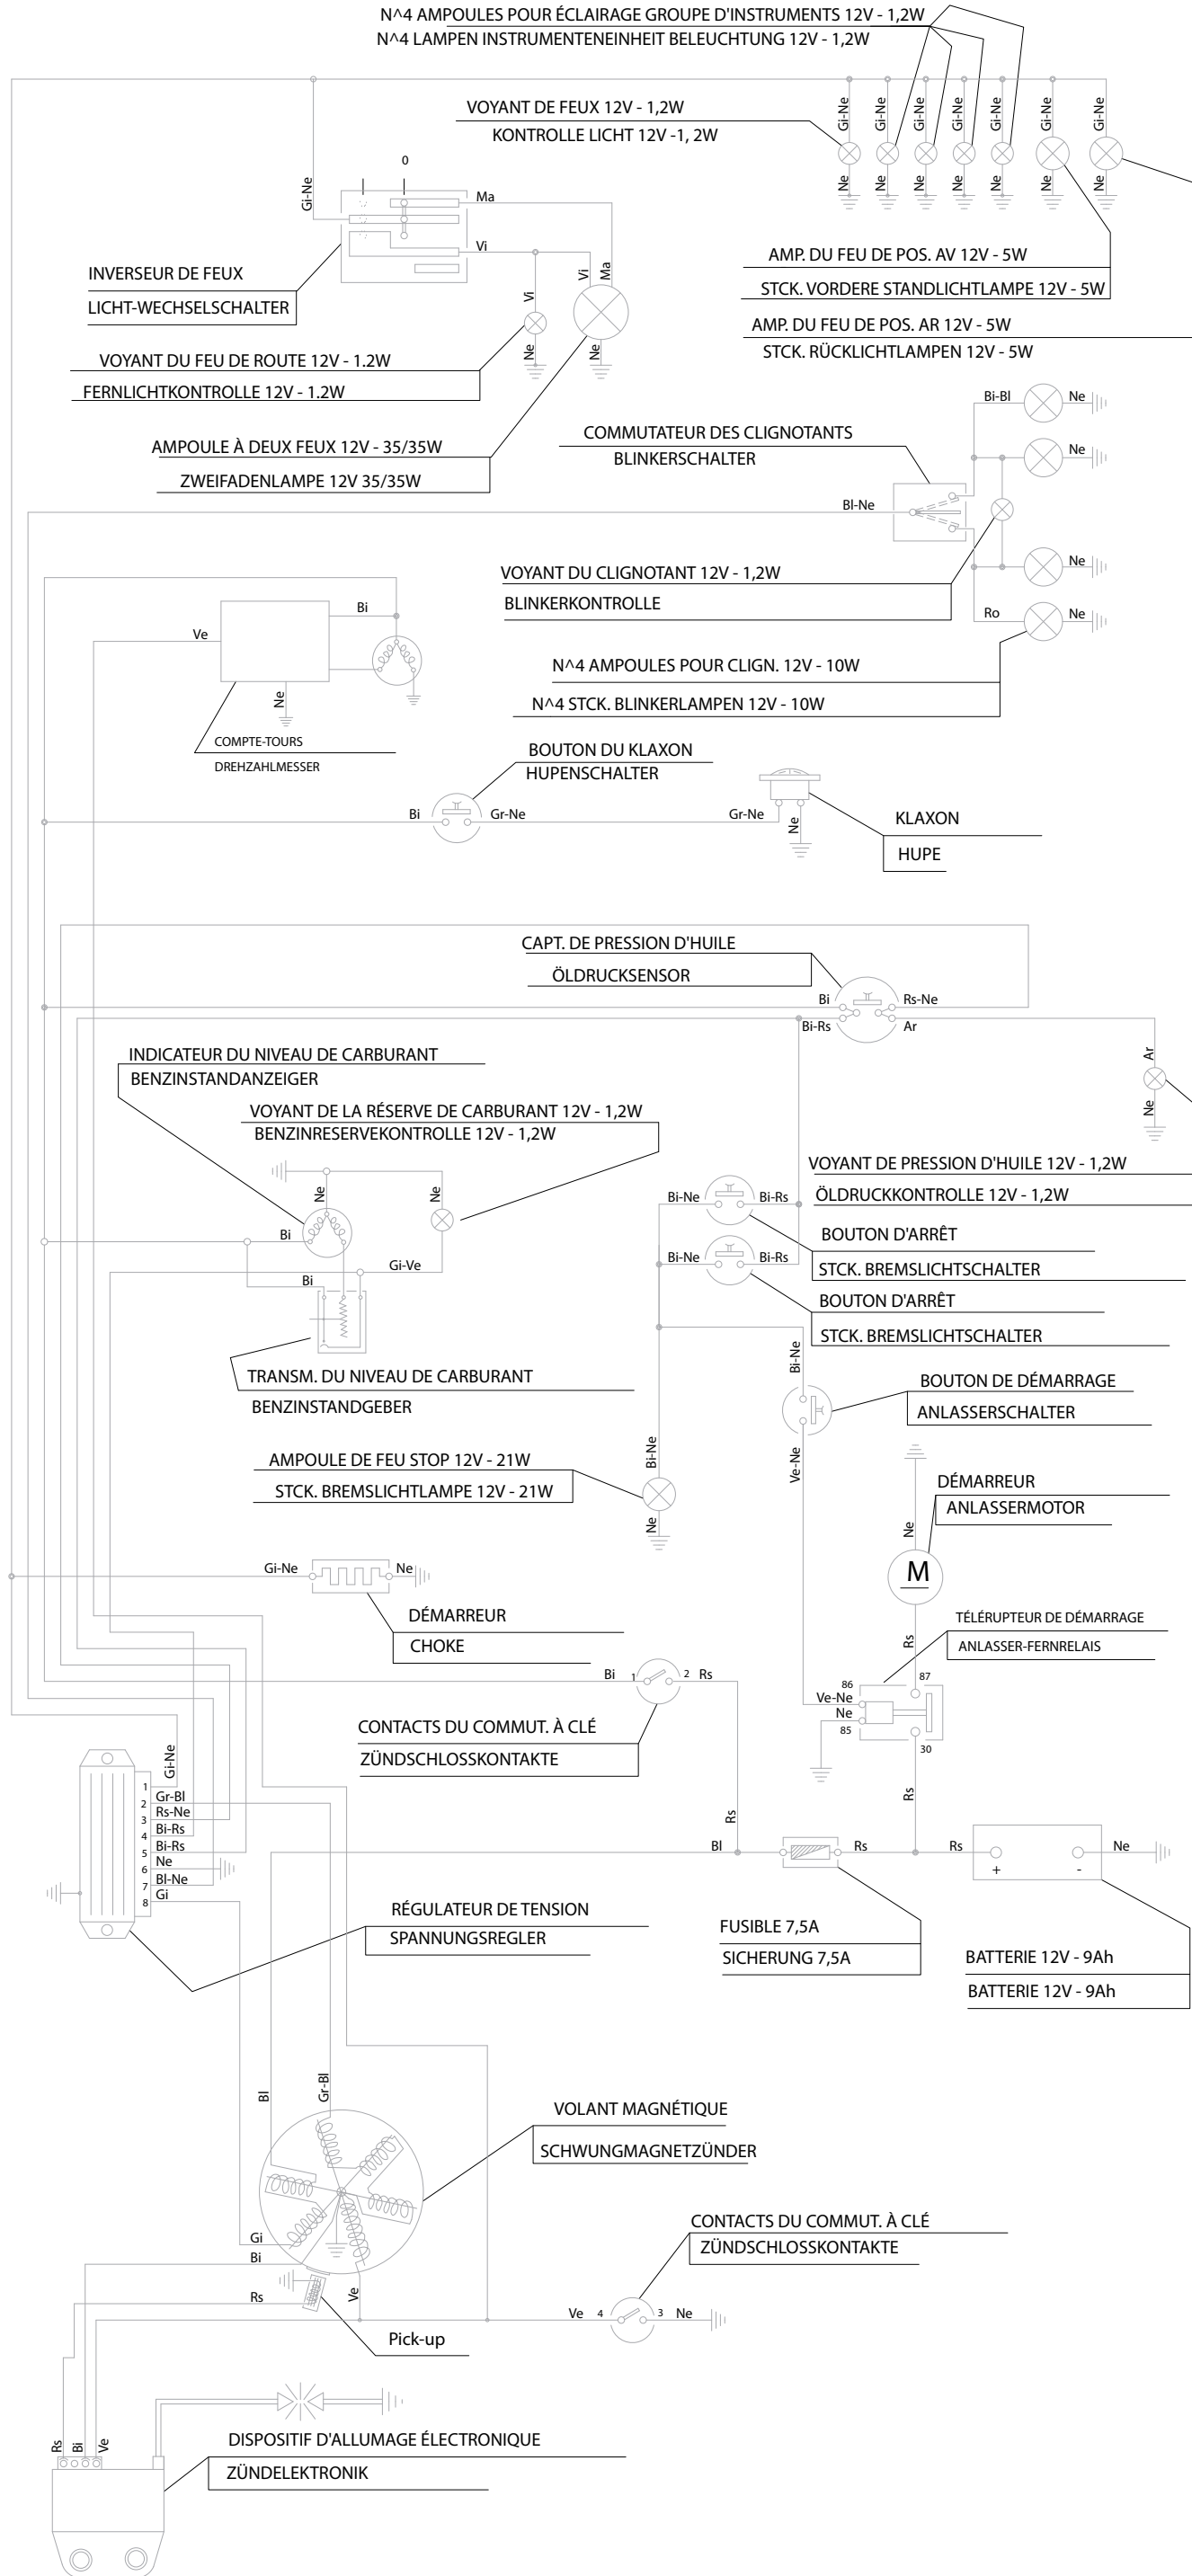 N^4 AMPOULES POUR ÉCLAIRAGE GROUPE D'INSTRUMENTS 12V - 1,2W
N^4 LAMPEN INSTRUMENTENEINHEIT BELEUCHTUNG 12V - 1,2W
VOYANT DE FEUX 12V - 1,2W
KONTROLLE LICHT 12V -1, 2W
Gi-Ne Gi-Ne Gi-Ne Gi-Ne Gi-Ne Gi-Ne Gi-Ne
Ne Ne Ne Ne Ne Ne Ne
0
Gi-Ne
Ma
Vi
Vi
Vi
Ma
Ne
Ne
INVERSEUR DE FEUX
LICHT-WECHSELSCHALTER
AMP. DU FEU DE POS. AV 12V - 5W
STCK. VORDERE STANDLICHTLAMPE 12V - 5W
AMP. DU FEU DE POS. AR 12V - 5W
STCK. RÜCKLICHTLAMPEN 12V - 5W
VOYANT DU FEU DE ROUTE 12V - 1.2W
FERNLICHTKONTROLLE 12V - 1.2W
AMPOULE À DEUX FEUX 12V - 35/35W
ZWEIFADENLAMPE 12V 35/35W
COMMUTATEUR DES CLIGNOTANTS
BLINKERSCHALTER
Bi-Bl
Ne
Ne
Bl-Ne
Ne
Ro
Ne
VOYANT DU CLIGNOTANT 12V - 1,2W
BLINKERKONTROLLE
N^4 AMPOULES POUR CLIGN. 12V - 10W
N^4 STCK. BLINKERLAMPEN 12V - 10W
Bi
Ve
Ne
COMPTE-TOURS
DREHZAHLMESSER
BOUTON DU KLAXON
HUPENSCHALTER
Bi
Gr-Ne
Gr-Ne
Ne
KLAXON
HUPE
CAPT. DE PRESSION D'HUILE
ÖLDRUCKSENSOR
Bi
Rs-Ne
Bi-Rs
Ar
Ar
Ne
INDICATEUR DU NIVEAU DE CARBURANT
BENZINSTANDANZEIGER
VOYANT DE LA RÉSERVE DE CARBURANT 12V - 1,2W
BENZINRESERVEKONTROLLE 12V - 1,2W
VOYANT DE PRESSION D'HUILE 12V - 1,2W
ÖLDRUCKKONTROLLE 12V - 1,2W
Ne
Ne
Bi
Gi-Ve
Bi
Bi-Ne
Bi-Rs
Bi-Ne
Bi-Rs
BOUTON D'ARRÊT
STCK. BREMSLICHTSCHALTER
BOUTON D'ARRÊT
STCK. BREMSLICHTSCHALTER
TRANSM. DU NIVEAU DE CARBURANT
BENZINSTANDGEBER
Bi-Ne
BOUTON DE DÉMARRAGE
ANLASSERSCHALTER
AMPOULE DE FEU STOP 12V - 21W
STCK. BREMSLICHTLAMPE 12V - 21W
Bi-Ne
Ne
Ve-Ne
DÉMARREUR
ANLASSERMOTOR
Ne
M
Rs
Gi-Ne
Ne
DÉMARREUR
CHOKE
TÉLÉRUPTEUR DE DÉMARRAGE
ANLASSER-FERNRELAIS
Bi
1
2
Rs
86
87
Ve-Ne
Ne
85
30
CONTACTS DU COMMUT. À CLÉ
ZÜNDSCHLOSSKONTAKTE
Gi-Ne
1
2 Gr-Bl
3 Rs-Ne
4 Bi-Rs
5 Bi-Rs
6 Ne
7 Bl-Ne
8 Gi
Rs
Rs
Bl
Rs
Rs
+
-
Ne
RÉGULATEUR DE TENSION
SPANNUNGSREGLER
FUSIBLE 7,5A
SICHERUNG 7,5A
BATTERIE 12V - 9Ah
BATTERIE 12V - 9Ah
Bl
Gr-Bl
VOLANT MAGNÉTIQUE
SCHWUNGMAGNETZÜNDER
Gi
Bi
Rs
Ve
CONTACTS DU COMMUT. À CLÉ
ZÜNDSCHLOSSKONTAKTE
Ve
4
3
Ne
Pick-up
Rs
Bi
Ve
DISPOSITIF D'ALLUMAGE ÉLECTRONIQUE
ZÜNDELEKTRONIK